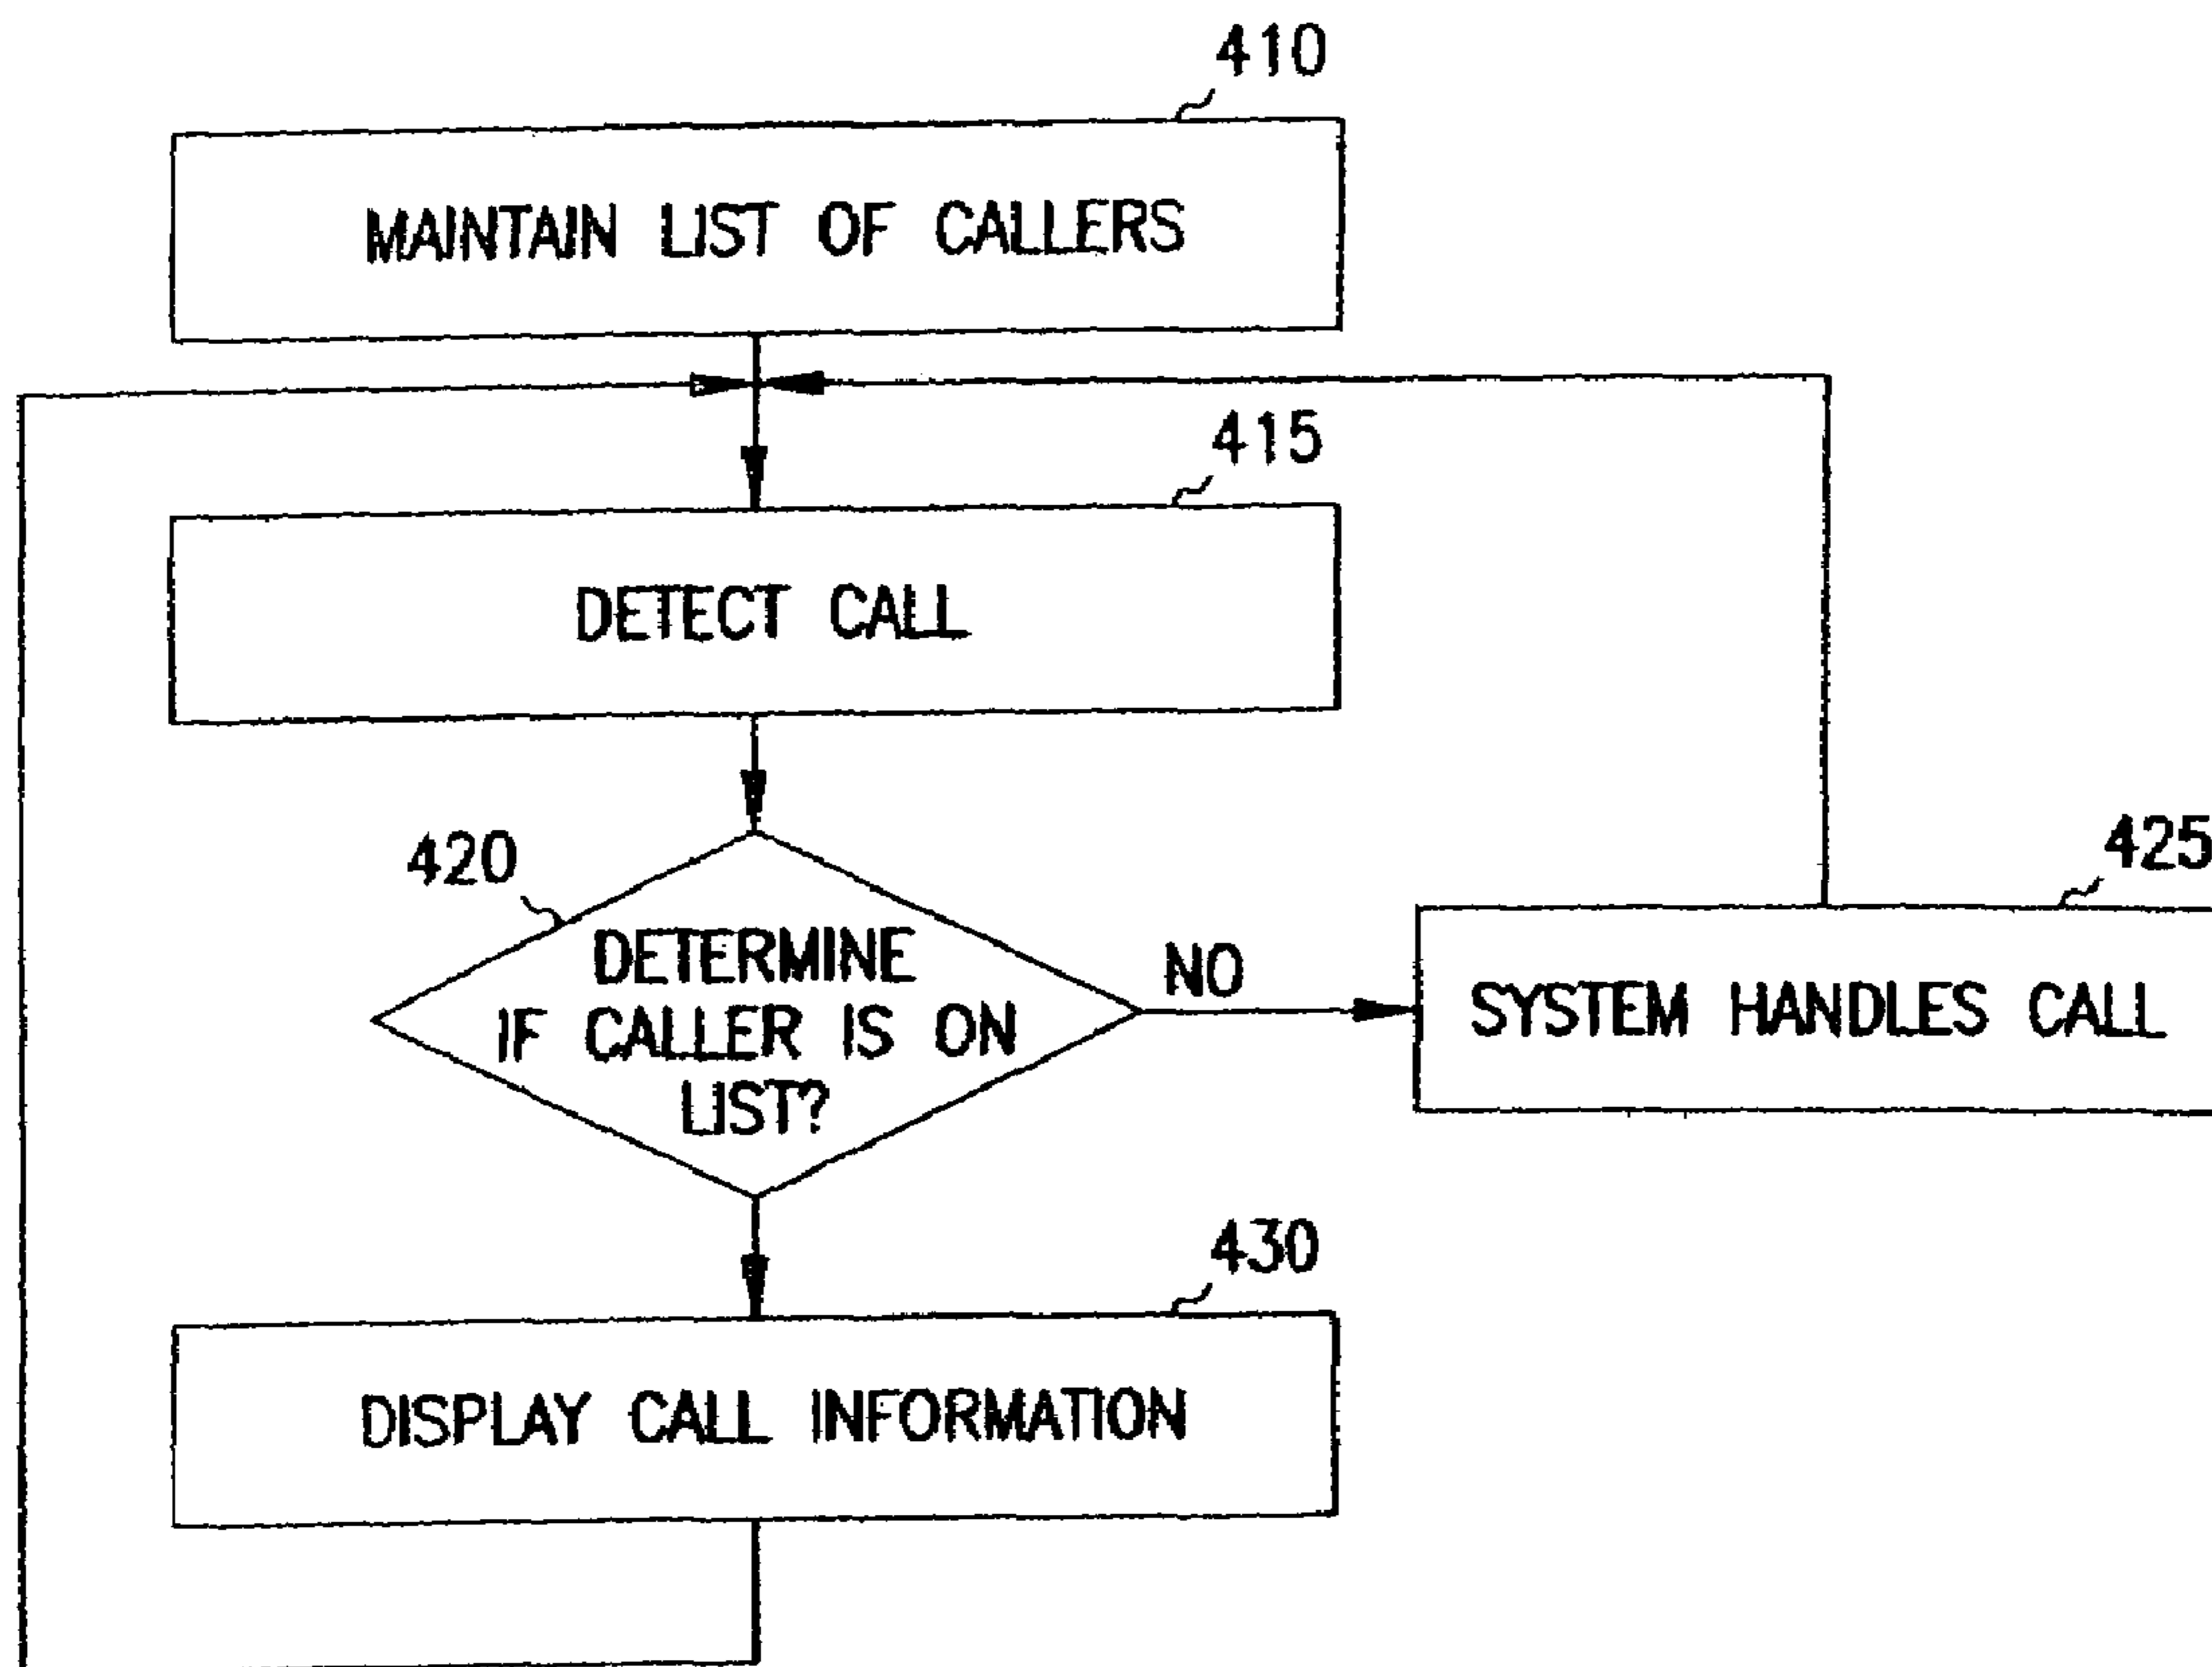 410
MAINTAIN LIST OF CALLERS
415
DETECT CALL
420
DETERMINE
IF CALLER IS ON
LIST?
NO
425
SYSTEM HANDLES CALL
430
DISPLAY CALL INFORMATION